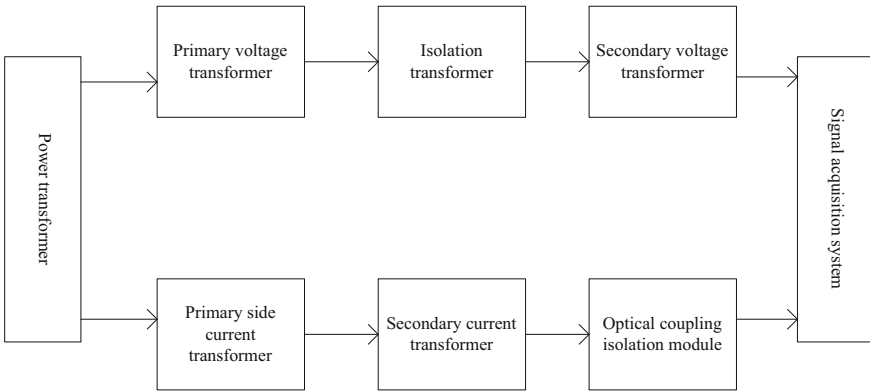 Power transformer
Primary voltage
transformer
Isolation
transformer
Secondary voltage
transformer
Primary side
current
transformer
Secondary current
transformer
Optical coupling
isolation module
Signal acquisition system